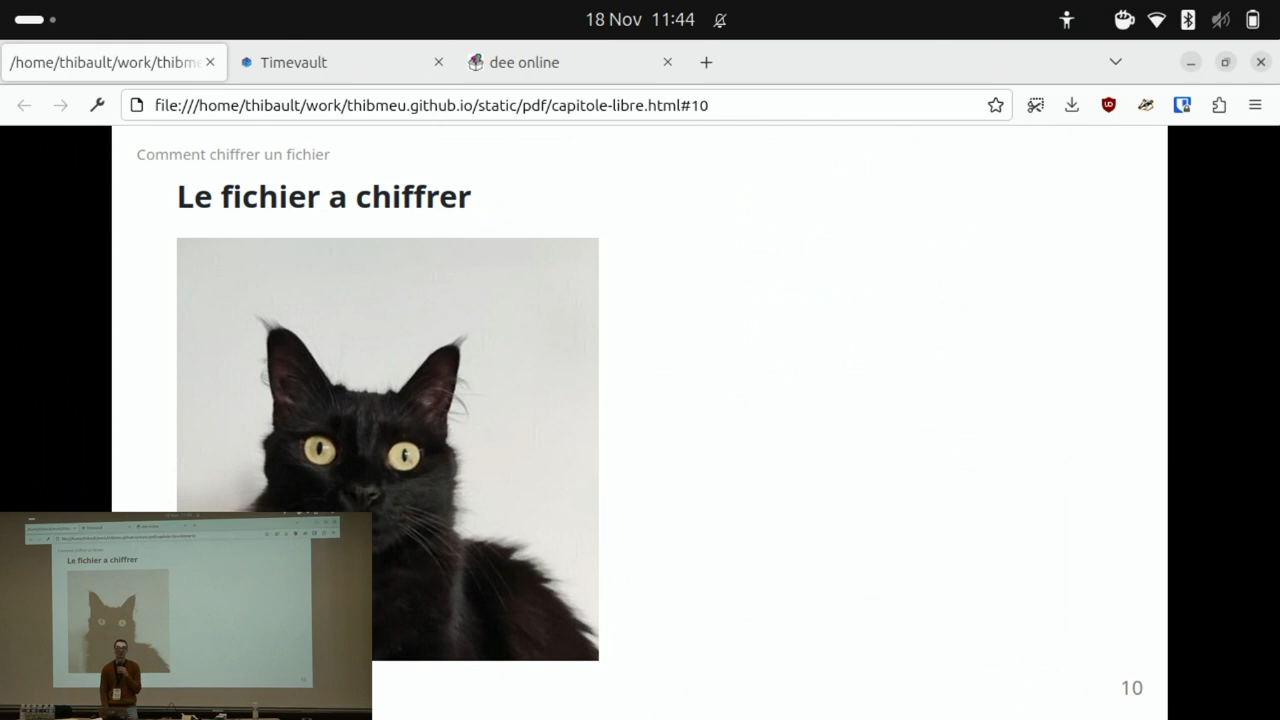 18 Nov 11:44
/home/thibault/work/thibme
Timevault
dee online
file:///home/thibault/work/thibmeu.github.io/static/pdf/capitole-libre.html#10
Comment chiffrer un fichier
Le fichier a chiffrer
10
Le fichier a chiffrer